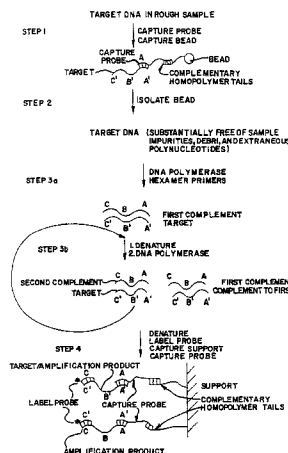 TARGET DNA IN ROUGH SAMPLE
STEP 1
CAPTURE PROBE
CAPTURE BEAD
CAPTURE
PROBE
A
BEAD
TARGET
C' B' A'
COMPLEMENTARY
HOMOPOLYMER TAILS
STEP 2
ISOLATE BEAD
TARGET DNA (SUBSTANTIALLY FREE OF SAMPLE
IMPURITIES, DEBRI, AND EXTRANEOUS
POLYNUCLEOTIDES)
STEP 3a
DNA POLYMERASE
HEXAMER PRIMERS
C B A
C' B' A'
FIRST COMPLEMENT
TARGET
STEP 3b
1. DENATURE
2. DNA POLYMERASE
SECOND COMPLEMENT
TARGET
C B A
C' B' A'
C B A
C' B' A'
FIRST COMPLEMEN
COMPLEMENT TO FIRS
STEP 4
DENATURE
LABEL PROBE
CAPTURE SUPPORT
CAPTURE PROBE
TARGET/AMPLIFICATION PRODUCT
C A
C' B' A'
SUPPORT
LABEL PROBE
CAPTURE PROBE
COMPLEMENTARY
HOMOPOLYMER TAILS
C' A'
C B A
AMPLIFICATION PRODUCT